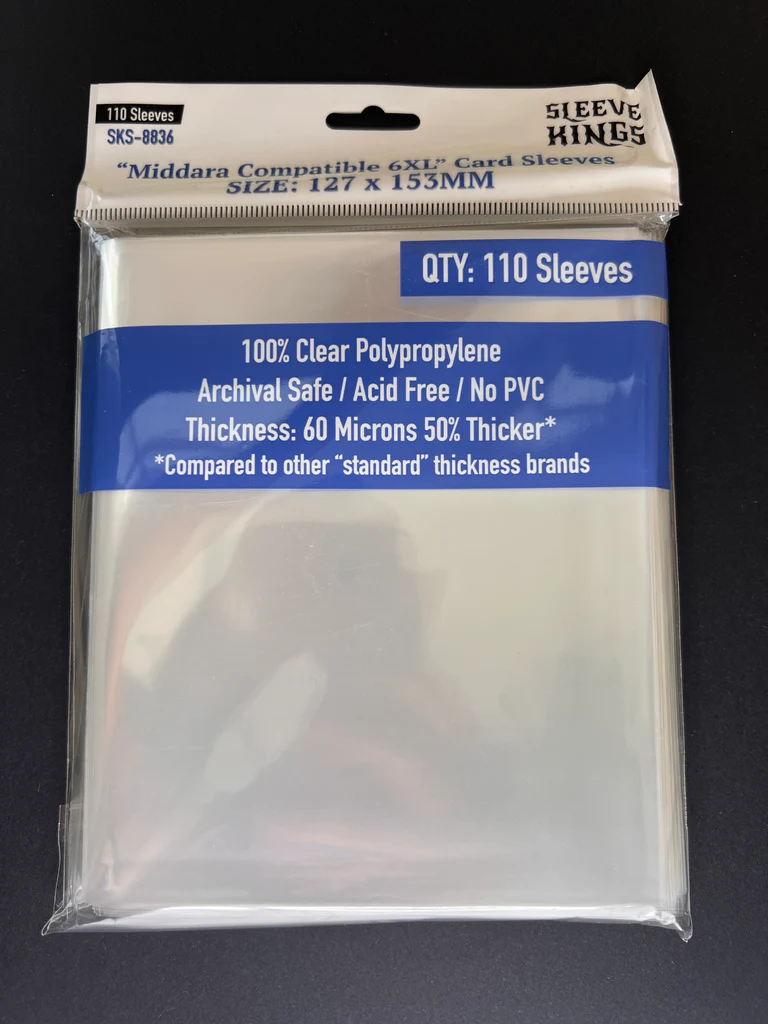 110 Sleeves
SKS-8836
SLEEVE
KINGS
"Middara Compatible 6XL" Card Sleeves
SIZE: 127 x 153MM
QTY: 110 Sleeves
100% Clear Polypropylene
Archival Safe / Acid Free / No PVC
Thickness: 60 Microns 50% Thicker*
*Compared to other "standard" thickness brands